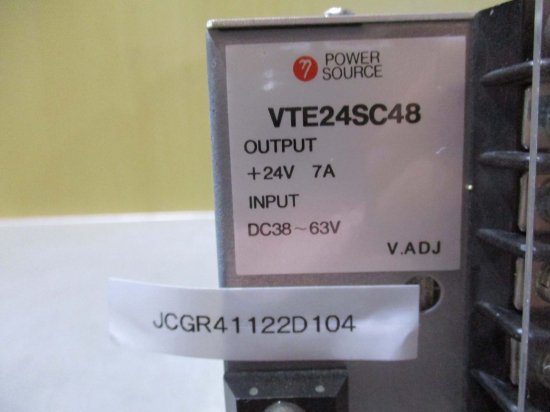 η POWER
SOURCE
VTE24SC48
OUTPUT
+24V 7A
INPUT
DC38~63V
V.ADJ
JCGR41122D104